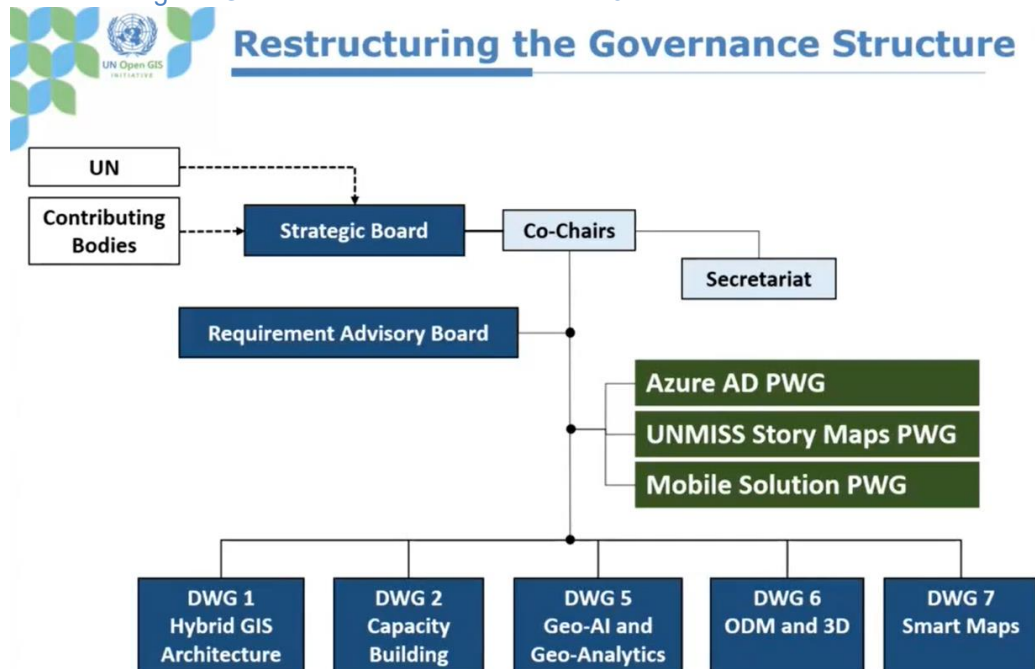 UN Open GIS
INITIATIVE
Restructuring the Governance Structure
UN
Contributing
Bodies
Strategic Board
Co-Chairs
Secretariat
Requirement Advisory Board
Azure AD PWG
UNMISS Story Maps PWG
Mobile Solution PWG
DWG 1
Hybrid GIS
Architecture
DWG 2
Capacity
Building
DWG 5
Geo-AI and
Geo-Analytics
DWG 6
ODM and 3D
DWG 7
Smart Maps